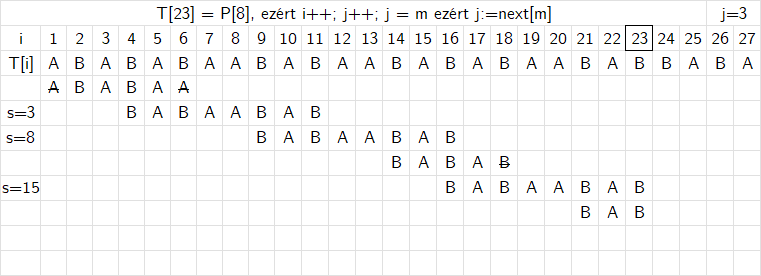 T[23] = P[8], ezért i++; j++; j = m ezért j:=next[m] j=3
i 1 2 3 4 5 6 7 8 9 10 11 12 13 14 15 16 17 18 19 20 21 22 23 24 25 26 27
T[i] A B A B A B A A B A B A A B A B A B A A B A B B A B A
A B A B A A
s=3 B A B A A B A B
s=8 B A B A A B A B
B A B A B
s=15 B A B A A B A B
B A B